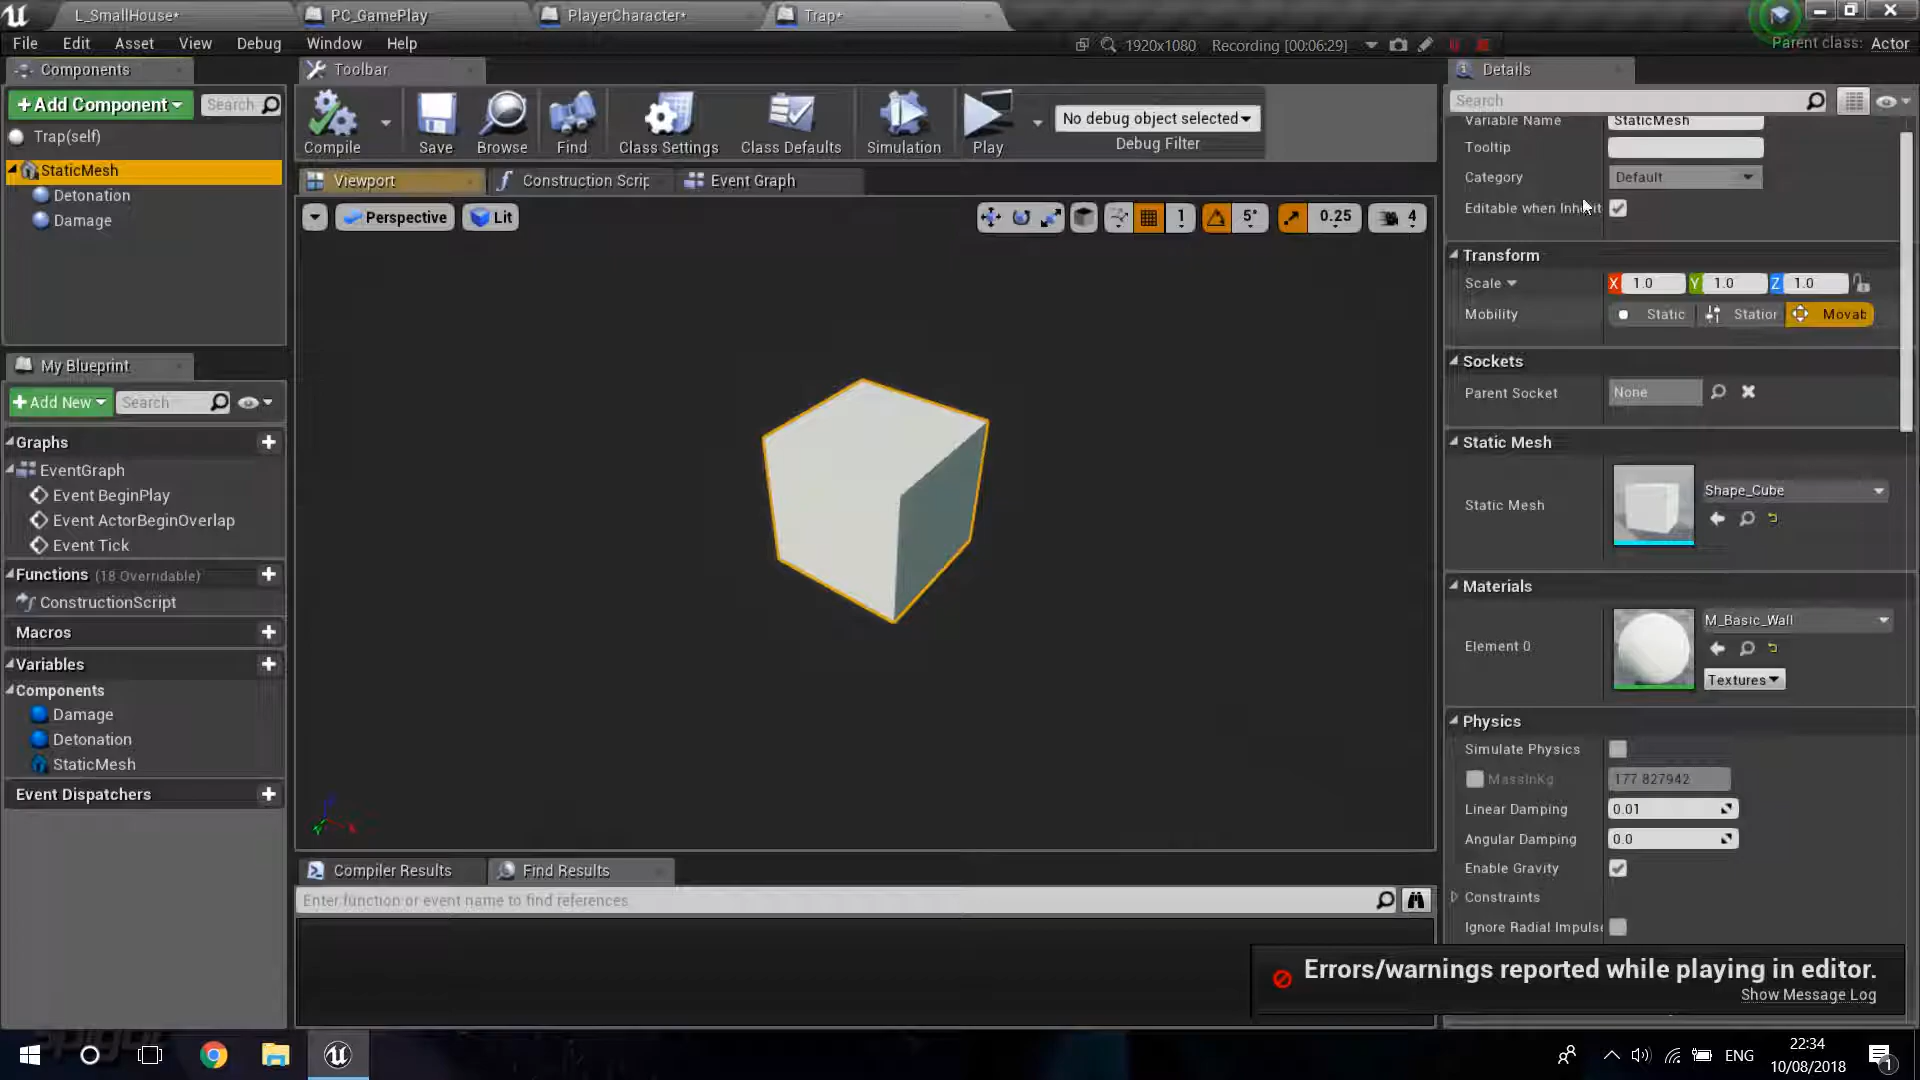 L_SmallHouse*
PC_GamePlay
PlayerCharacter*
Trap*
File Edit Asset View Debug Window Help
1920x1080 Recording [00:06:29]
Parent class: Actor
Components
Toolbar
Details
+Add Component
Search
Trap(self)
StaticMesh
Detonation
Damage
Compile
Save
Browse
Find
Class Settings
Class Defaults
Simulation
Play
No debug object selected
Debug Filter
Viewport
Construction Scrip
Event Graph
Perspective
Lit
1
5°
0.25
4
My Blueprint
+Add New
Search
Graphs
EventGraph
Event BeginPlay
Event ActorBeginOverlap
Event Tick
Functions (18 Overridable)
ConstructionScript
Macros
Variables
Components
Damage
Detonation
StaticMesh
Event Dispatchers
Compiler Results
Find Results
Enter function or event name to find references
Search
Variable Name StaticMesh
Tooltip
Category Default
Editable when Inherit
Transform
Scale X 1.0 Y 1.0 Z 1.0
Mobility Static Station Movab
Sockets
Parent Socket None
Static Mesh
Static Mesh Shape_Cube
Materials
Element 0 M_Basic_Wall
Textures
Physics
Simulate Physics
MassInKg 177.827942
Linear Damping 0.01
Angular Damping 0.0
Enable Gravity
Constraints
Ignore Radial Impuls
Errors/warnings reported while playing in editor.
Show Message Log
ENG
22:34
10/08/2018
1